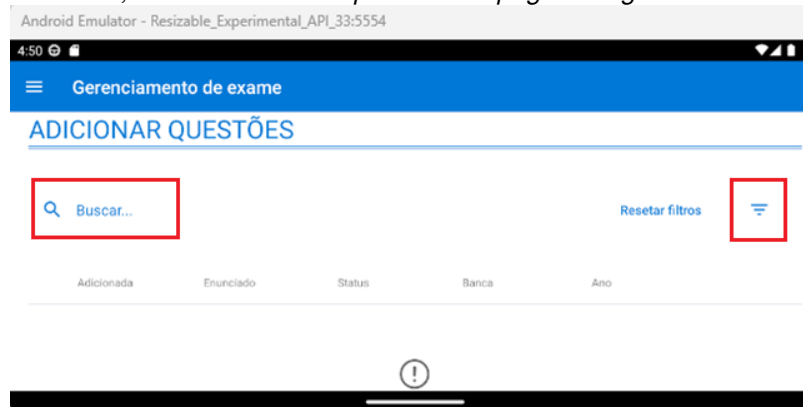 Android Emulator - Resizable_Experimental_API_33:5554
4:50
Gerenciamento de exame
ADICIONAR QUESTÕES
Buscar... Resetar filtros
Adicionada Enunciado Status Banca Ano